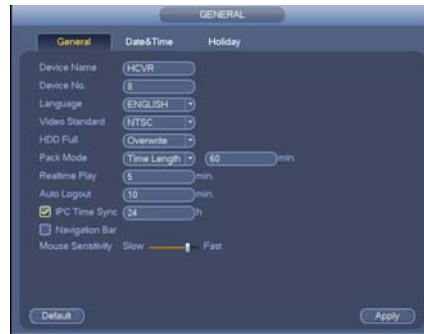 GENERAL
General Date&Time Holiday
Device Name HCVR
Device No. 8
Language ENGLISH
Video Standard NTSC
HDD Full Overwrite
Pack Mode Time Length 60 min.
Realtime Play 5 min.
Auto Logout 10 min.
IPC Time Sync 24 h
Navigation Bar
Mouse Sensitivity Slow Fast
Default Apply